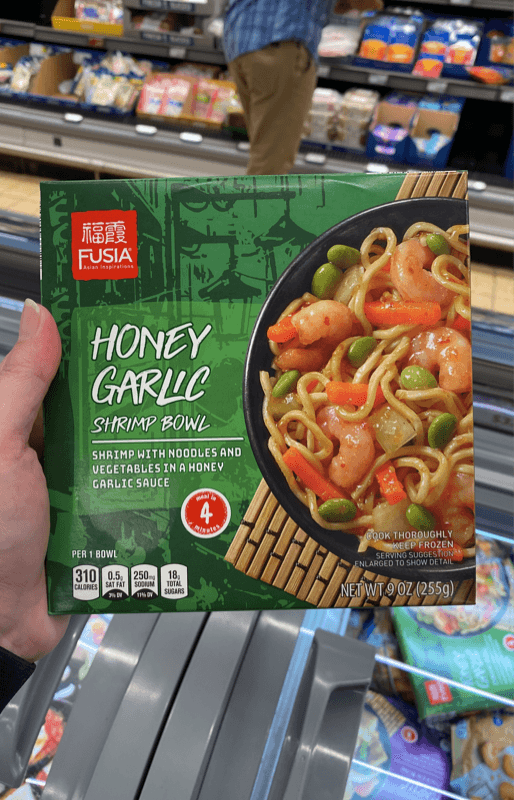 福霞
FUSIA
Asian Inspirations
HONEY
GARLIC
SHRIMP BOWL
SHRIMP WITH NOODLES AND
VEGETABLES IN A HONEY
GARLIC SAUCE
meal in
4
minutes
COOK THOROUGHLY
KEEP FROZEN
SERVING SUGGESTION
ENLARGED TO SHOW DETAIL
PER 1 BOWL
310 CALORIES
0.5g SAT FAT 3% DV
250mg SODIUM 11% DV
18g TOTAL SUGARS
NET WT 9 OZ (255g)
FUSIA